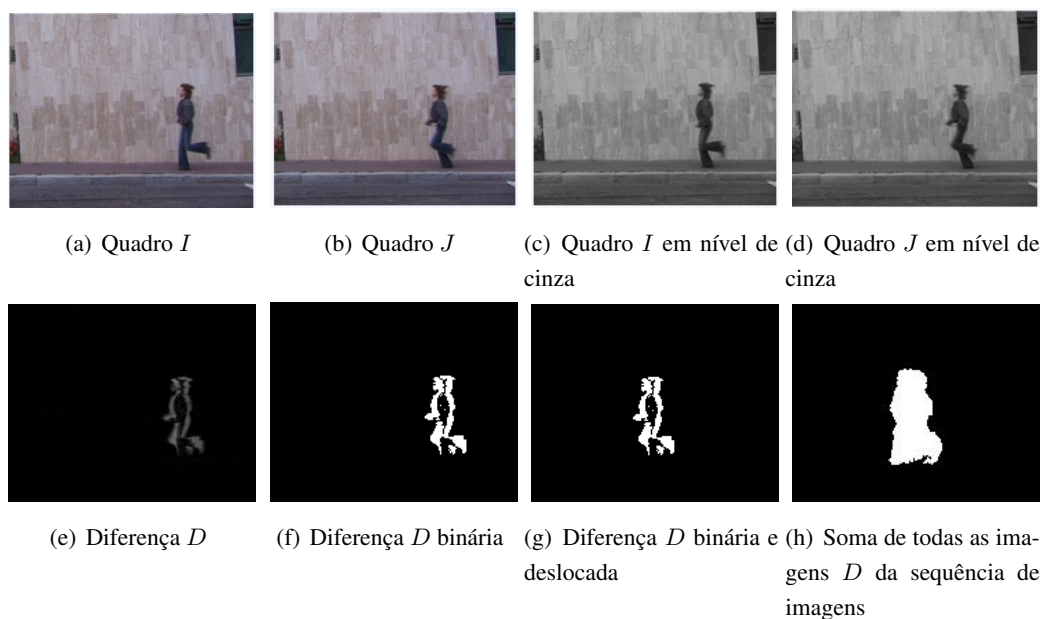 (a) Quadro I
(b) Quadro J
(c) Quadro I em nível de
cinza
(d) Quadro J em nível de
cinza
(e) Diferença D
(f) Diferença D binária
(g) Diferença D binária e
deslocada
(h) Soma de todas as ima-
gens D da sequência de
imagens